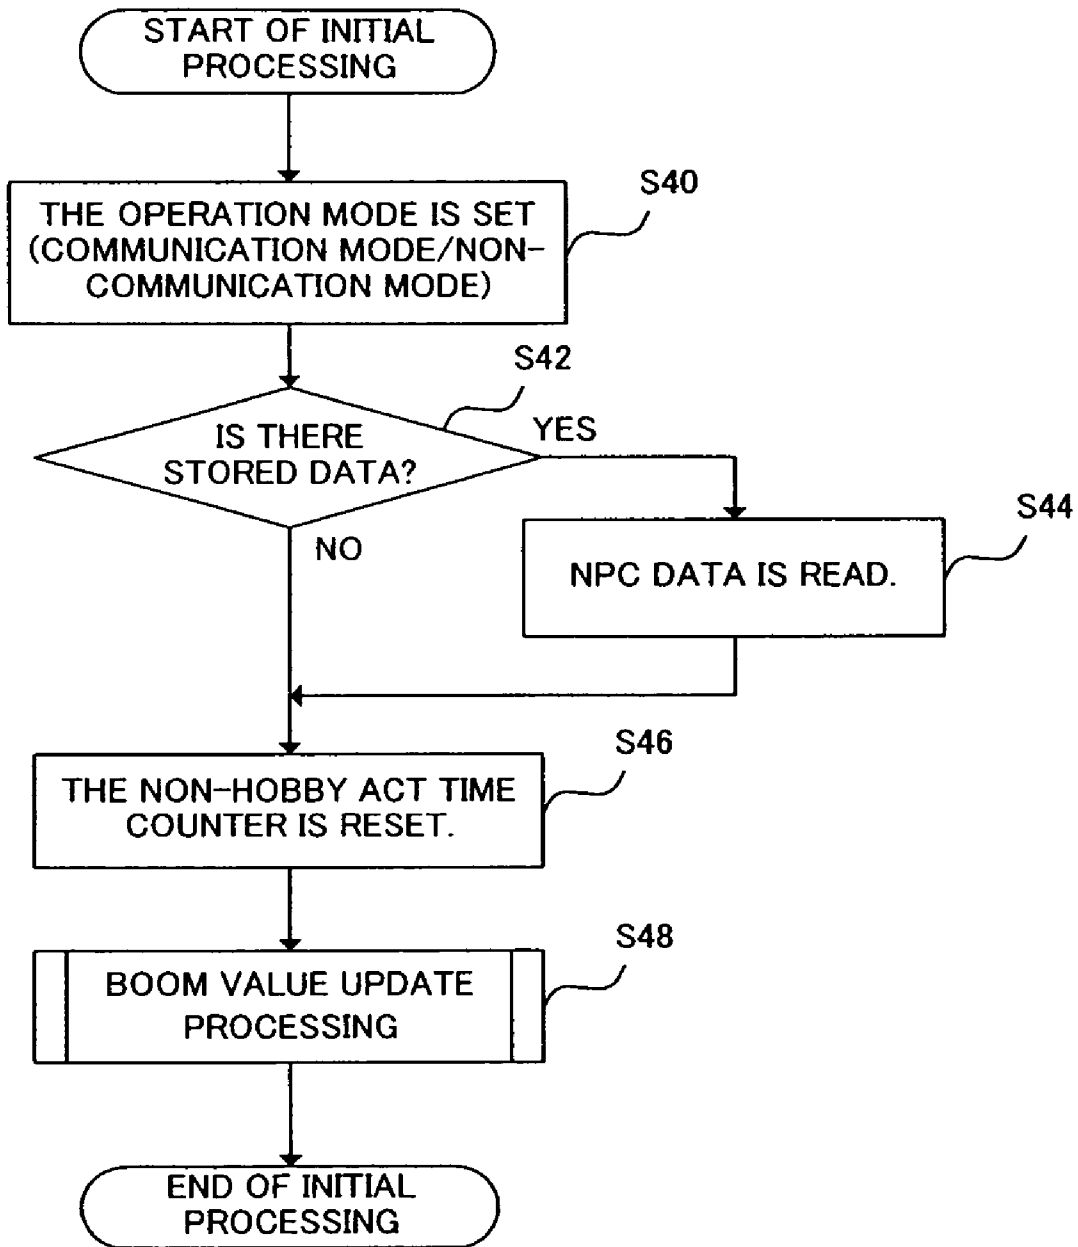 START OF INITIAL
PROCESSING
S40
THE OPERATION MODE IS SET
(COMMUNICATION MODE/NON-
COMMUNICATION MODE)
S42
IS THERE
STORED DATA?
YES
NO
S44
NPC DATA IS READ.
S46
THE NON-HOBBY ACT TIME
COUNTER IS RESET.
S48
BOOM VALUE UPDATE
PROCESSING
END OF INITIAL
PROCESSING